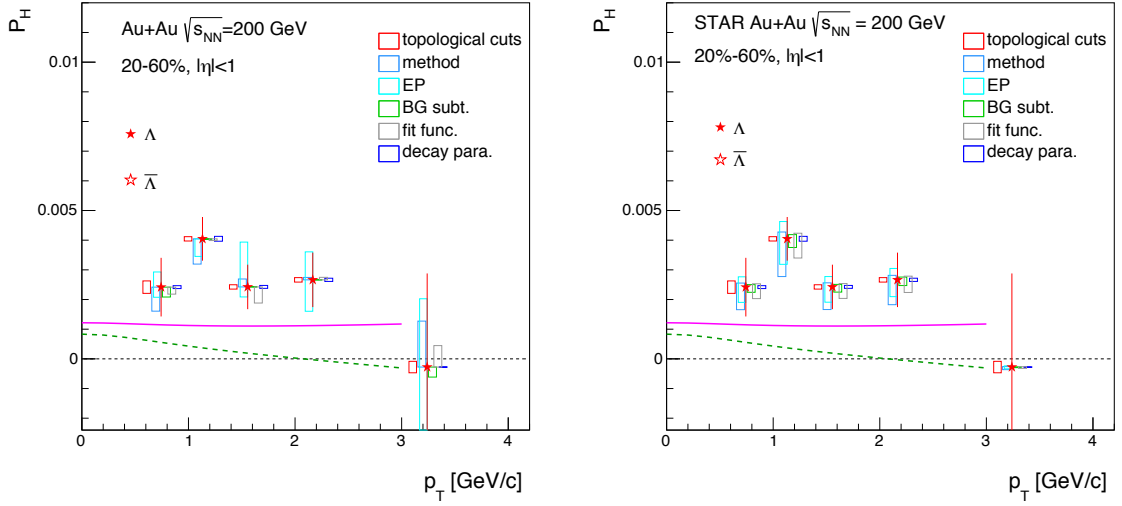 P_H
Au+Au √s_NN=200 GeV
20-60%, |η|<1
topological cuts
method
EP
BG subt.
fit func.
decay para.
Λ
Λ̅
0.01
0.005
0
0 1 2 3 4
p_T [GeV/c]
P_H
STAR Au+Au √s_NN = 200 GeV
20%-60%, |η|<1
topological cuts
method
EP
BG subt.
fit func.
decay para.
Λ
Λ̅
0.01
0.005
0
0 1 2 3 4
p_T [GeV/c]